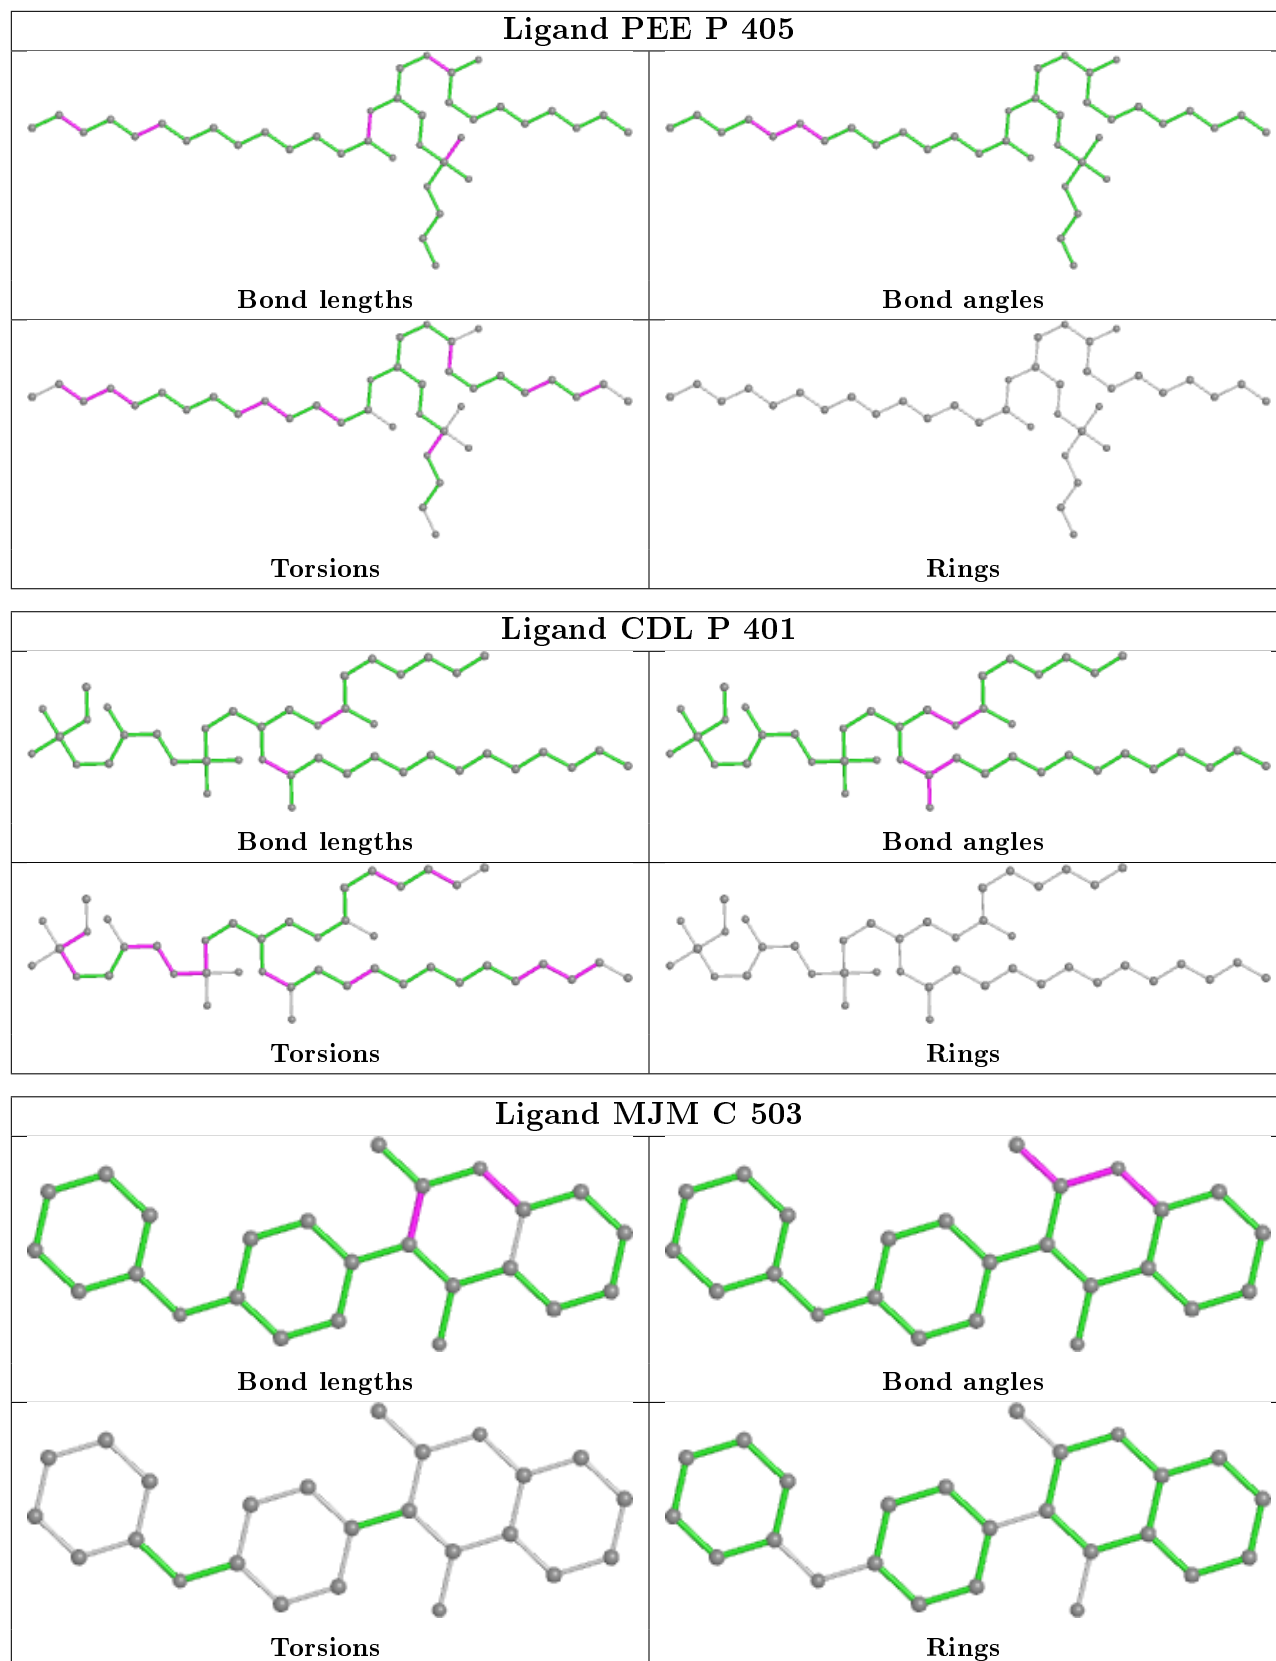 Ligand PEE P 405
Bond lengths
Bond angles
Torsions
Rings
Ligand CDL P 401
Bond lengths
Bond angles
Torsions
Rings
Ligand MJM C 503
Bond lengths
Bond angles
Torsions
Rings